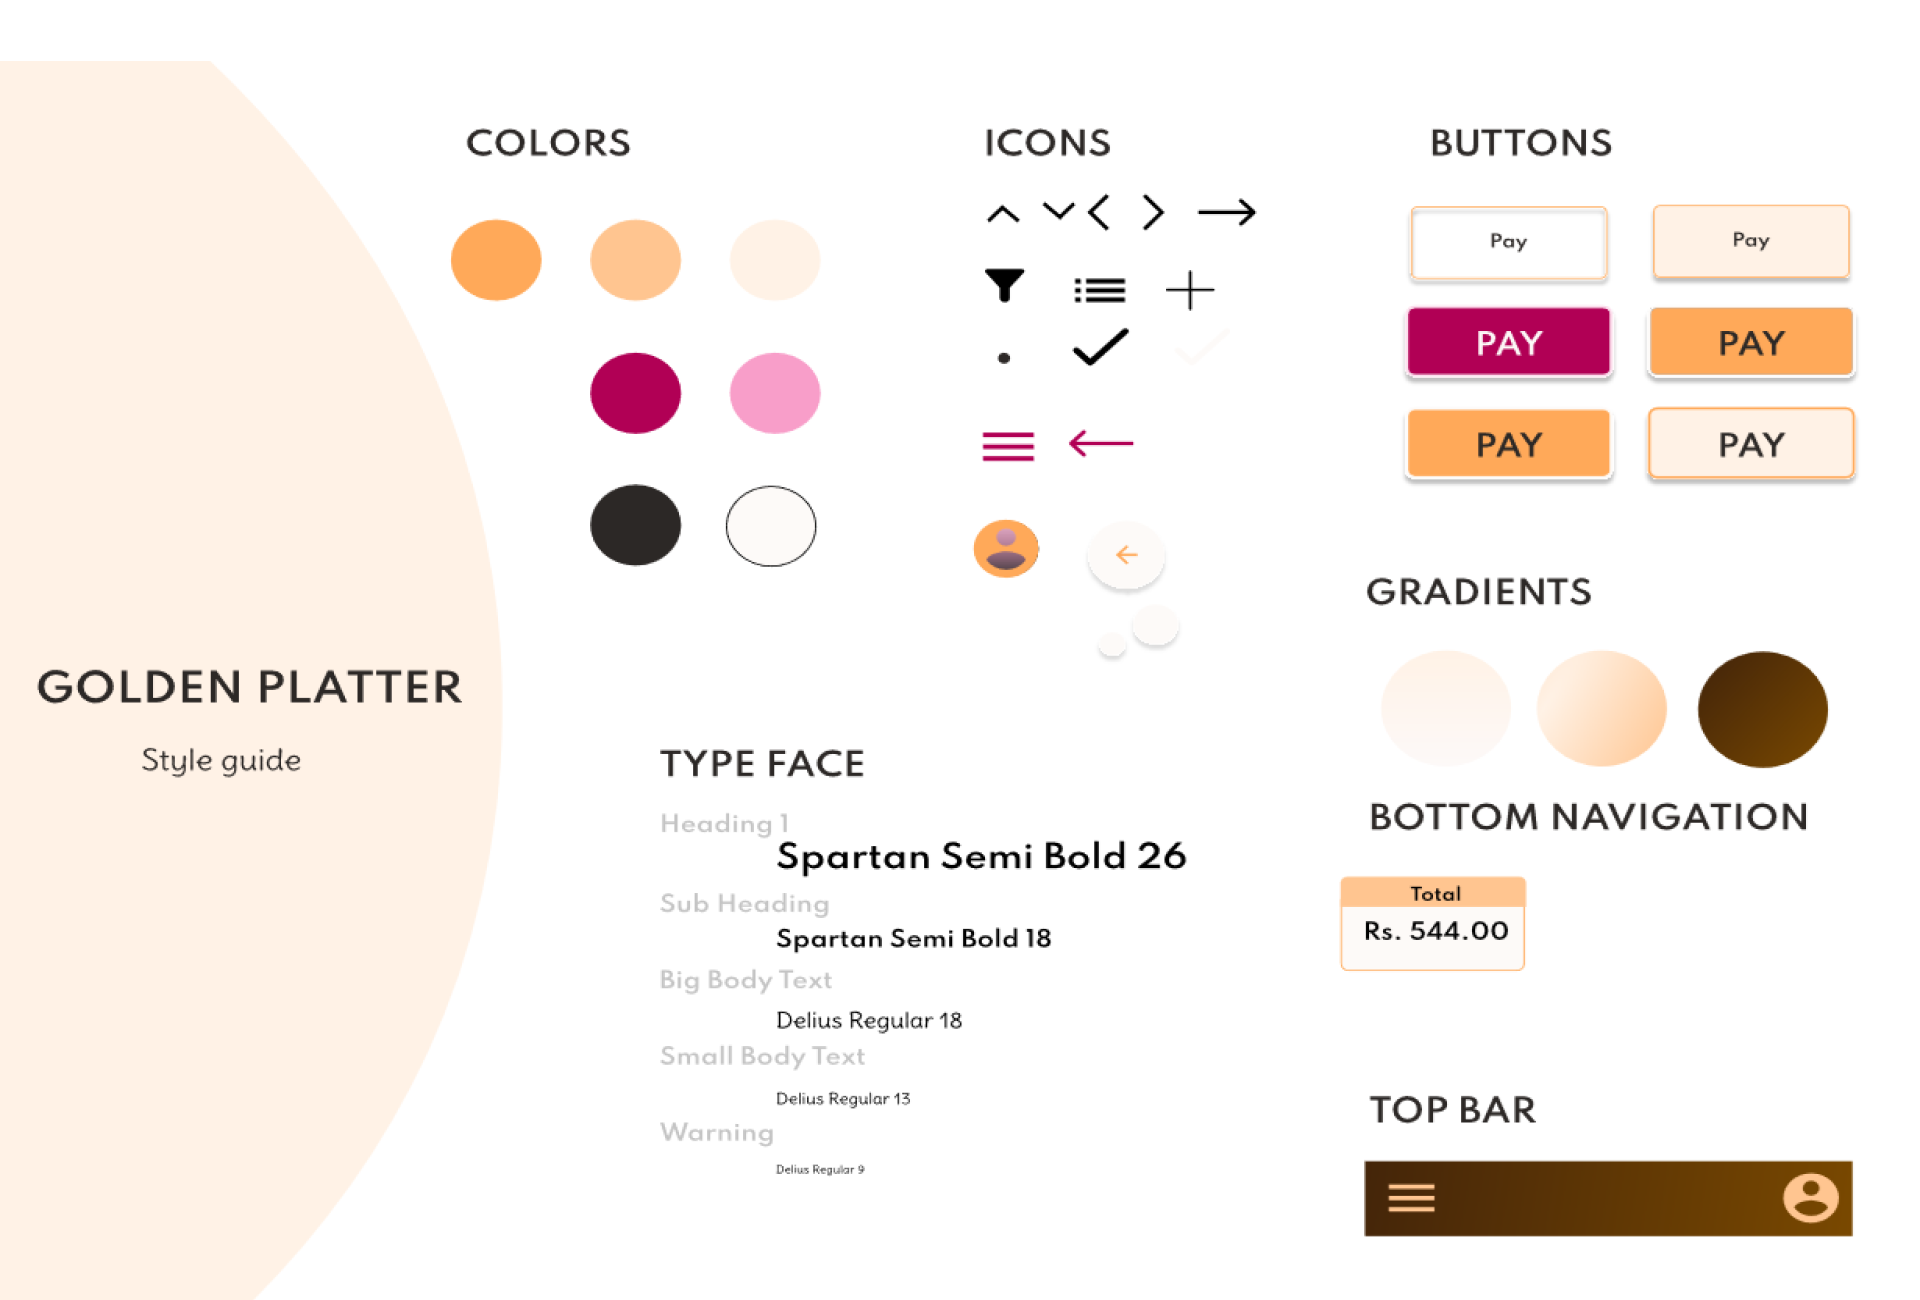 GOLDEN PLATTER
Style guide
COLORS
ICONS
BUTTONS
Pay
Pay
PAY
PAY
PAY
PAY
GRADIENTS
TYPE FACE
Heading 1
Spartan Semi Bold 26
Sub Heading
Spartan Semi Bold 18
Big Body Text
Delius Regular 18
Small Body Text
Delius Regular 13
Warning
Delius Regular 9
BOTTOM NAVIGATION
Total
Rs. 544.00
TOP BAR